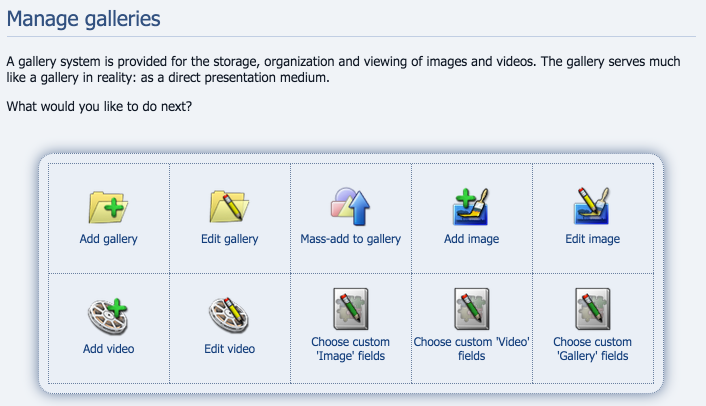 Manage galleries
A gallery system is provided for the storage, organization and viewing of images and videos. The gallery serves much
like a gallery in reality: as a direct presentation medium.
What would you like to do next?
Add gallery
Edit gallery
Mass-add to gallery
Add image
Edit image
Add video
Edit video
Choose custom
'Image' fields
Choose custom 'Video'
fields
Choose custom
'Gallery' fields